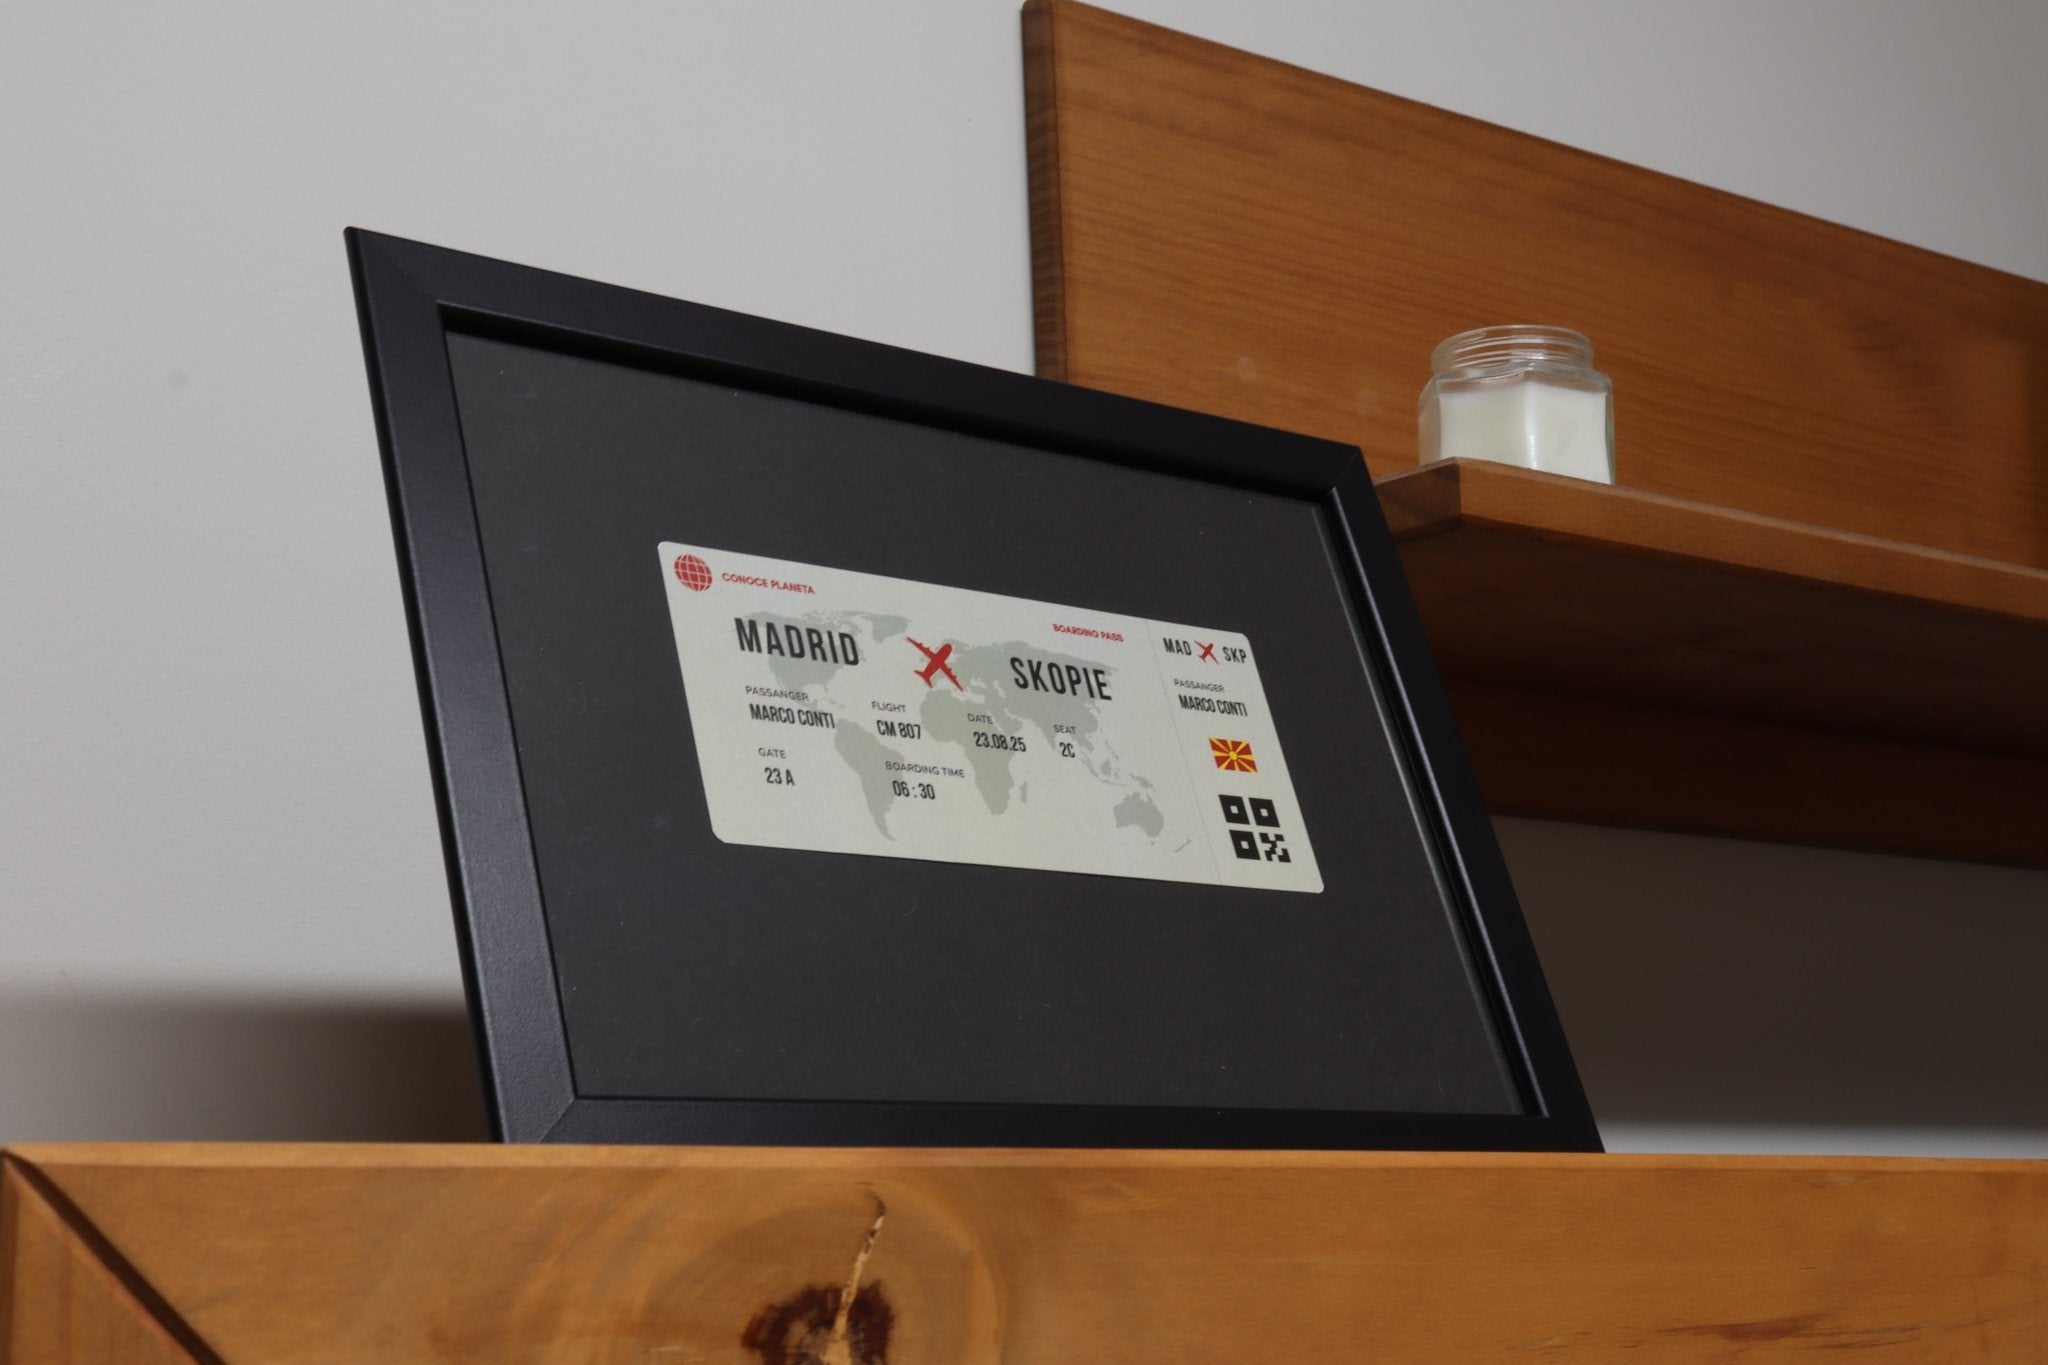 CONOCE PLANETA
BOARDING PASS
MADRID SKOPIE
PASSANGER FLIGHT DATE SEAT
MARCO CONTI CM 807 23.08.25 2C
GATE BOARDING TIME
23 A 06 : 30
MAD SKP
PASSANGER
MARCO CONTI